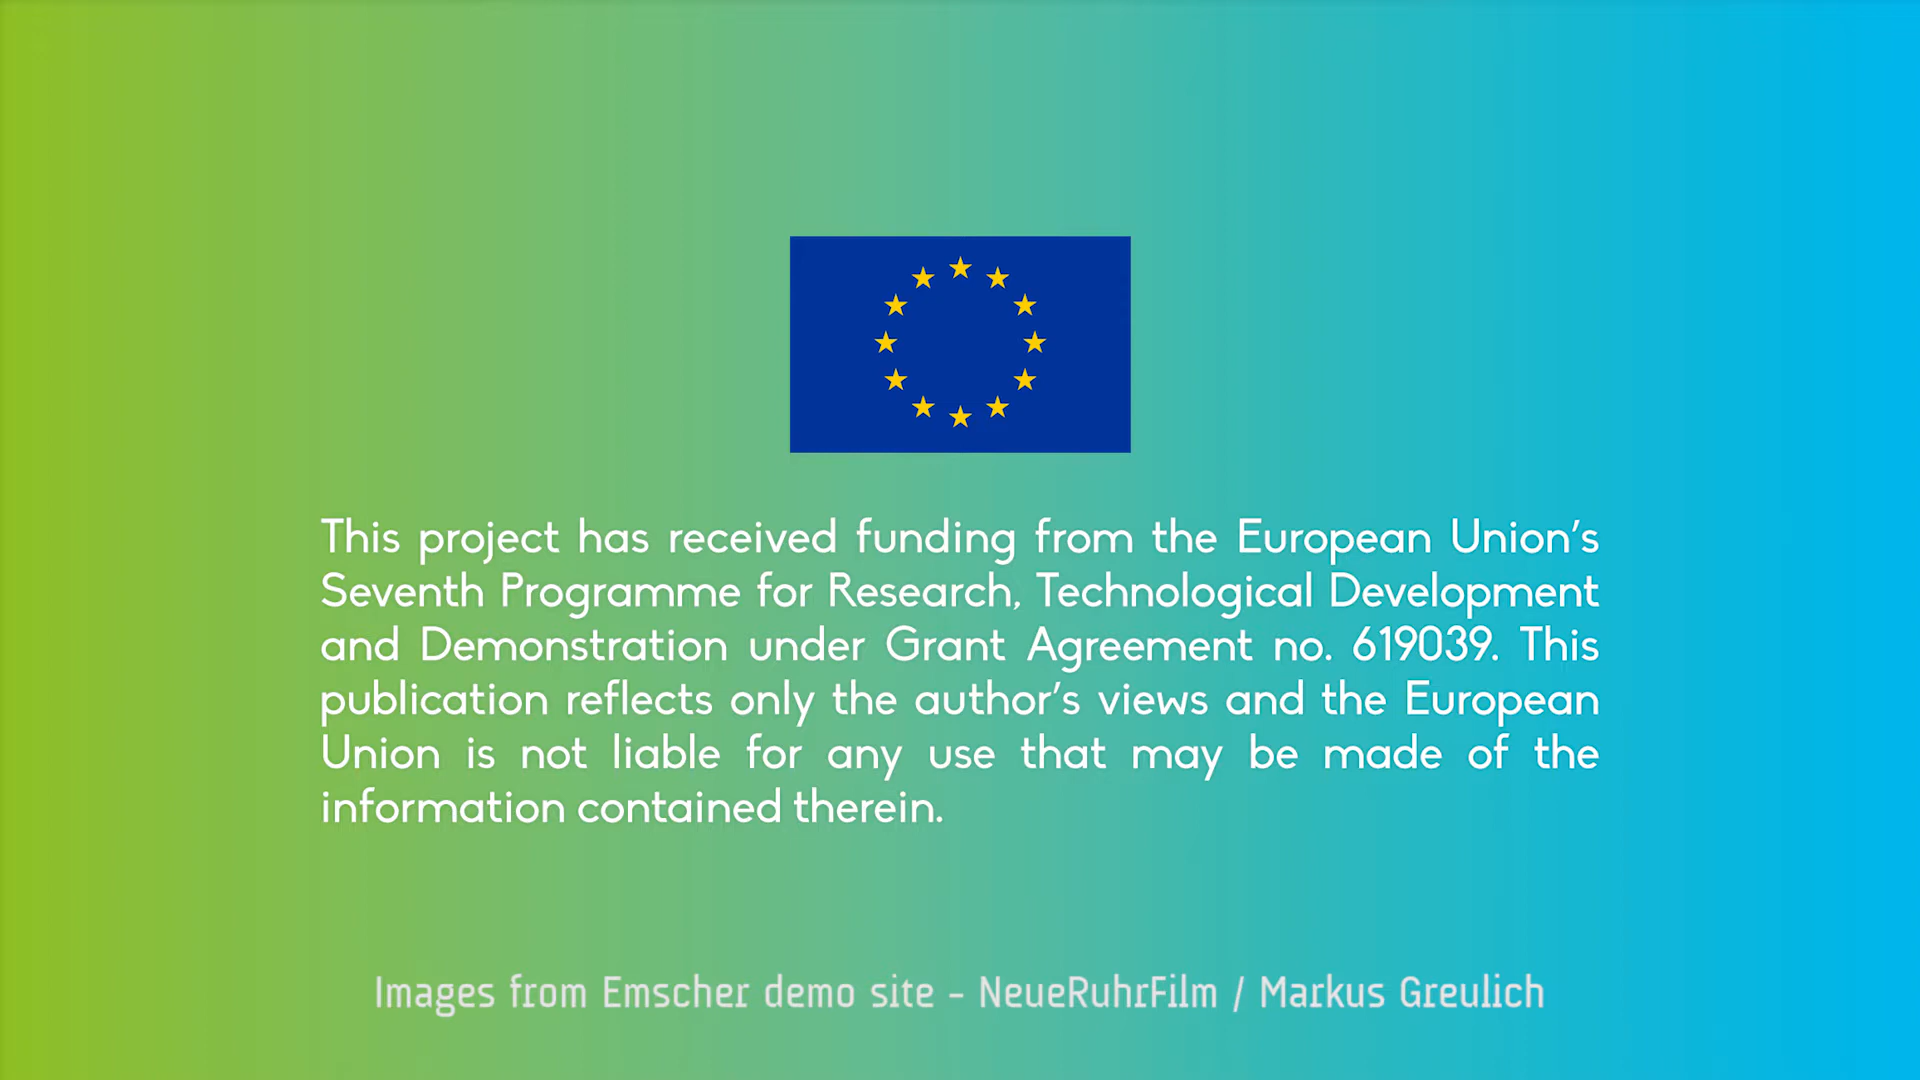 This project has received funding from the European Union’s
Seventh Programme for Research, Technological Development
and Demonstration under Grant Agreement no. 619039. This
publication reflects only the author’s views and the European
Union is not liable for any use that may be made of the
information contained therein.
Images from Emscher demo site - NeueRuhrFilm / Markus Greulich